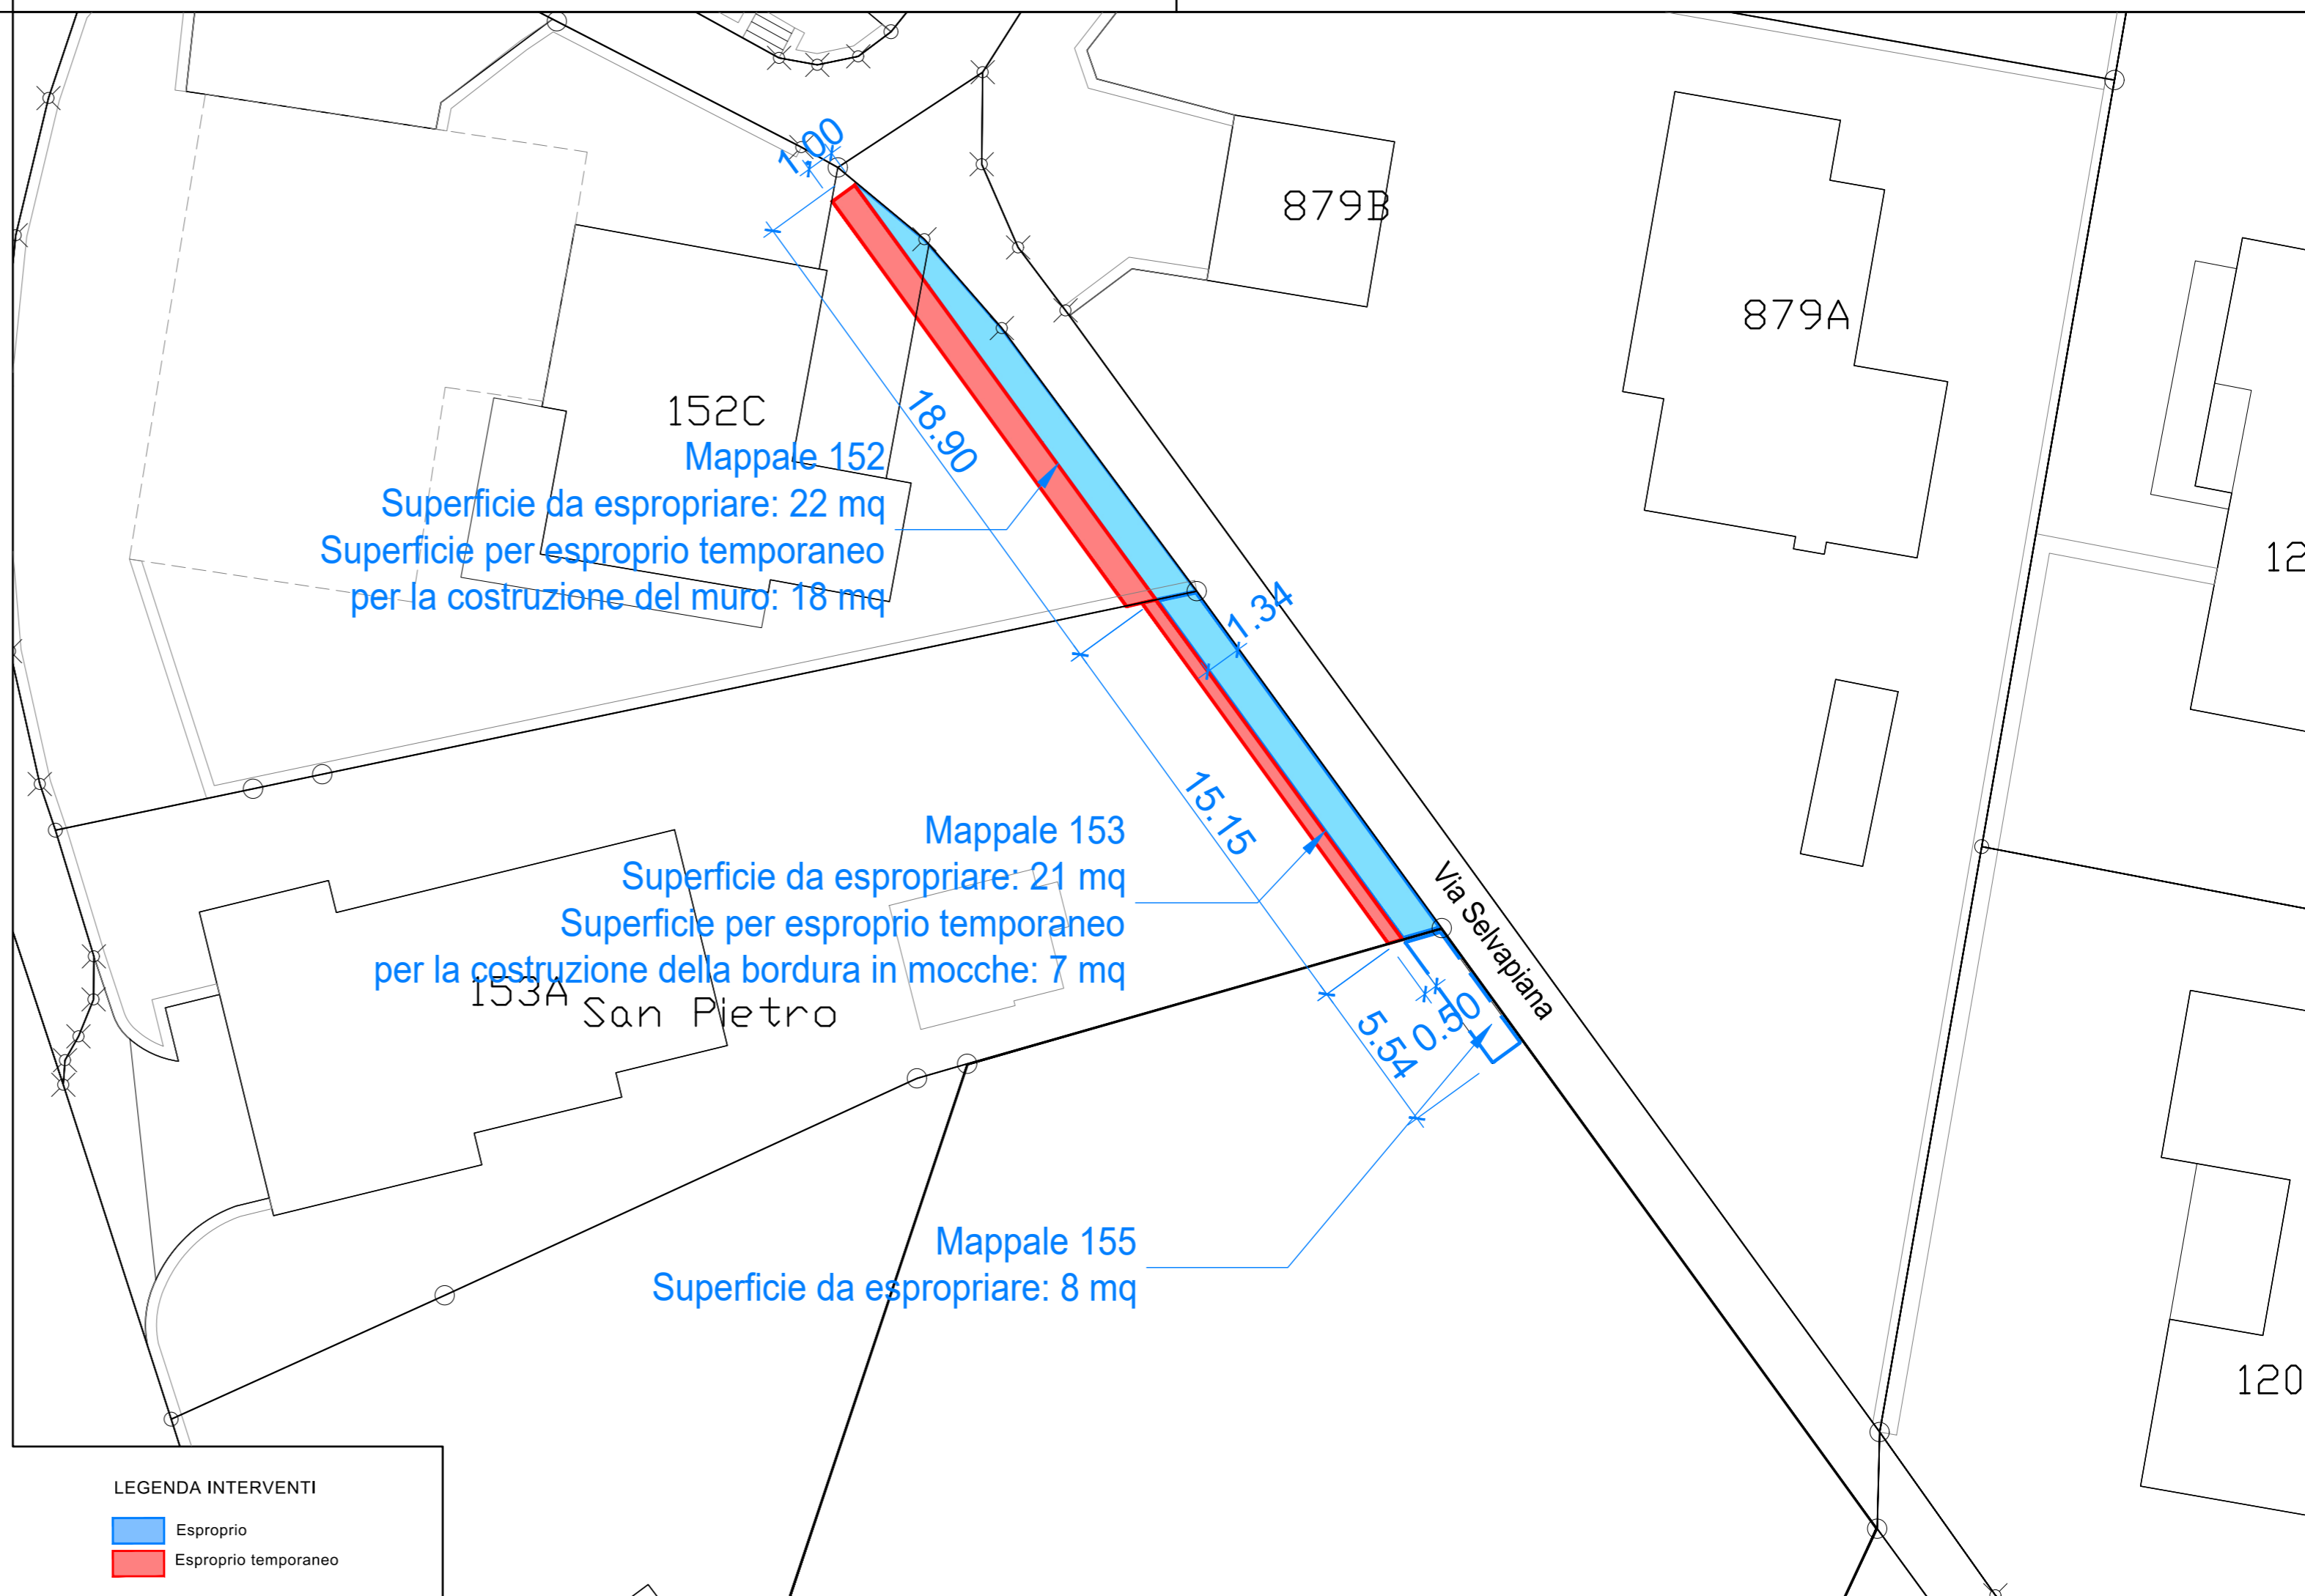 1.00
879B
879A
152C
18.90
Mappale 152
Superficie da espropriare: 22 mq
Superficie per esproprio temporaneo
per la costruzione del muro: 18 mq
12
1.34
15.15
Mappale 153
Superficie da espropriare: 21 mq
Superficie per esproprio temporaneo
per la costruzione della bordura in mocche: 7 mq
Via Selvapiana
153A
San Pietro
0.50
5.54
Mappale 155
Superficie da espropriare: 8 mq
120
LEGENDA INTERVENTI
Esproprio
Esproprio temporaneo